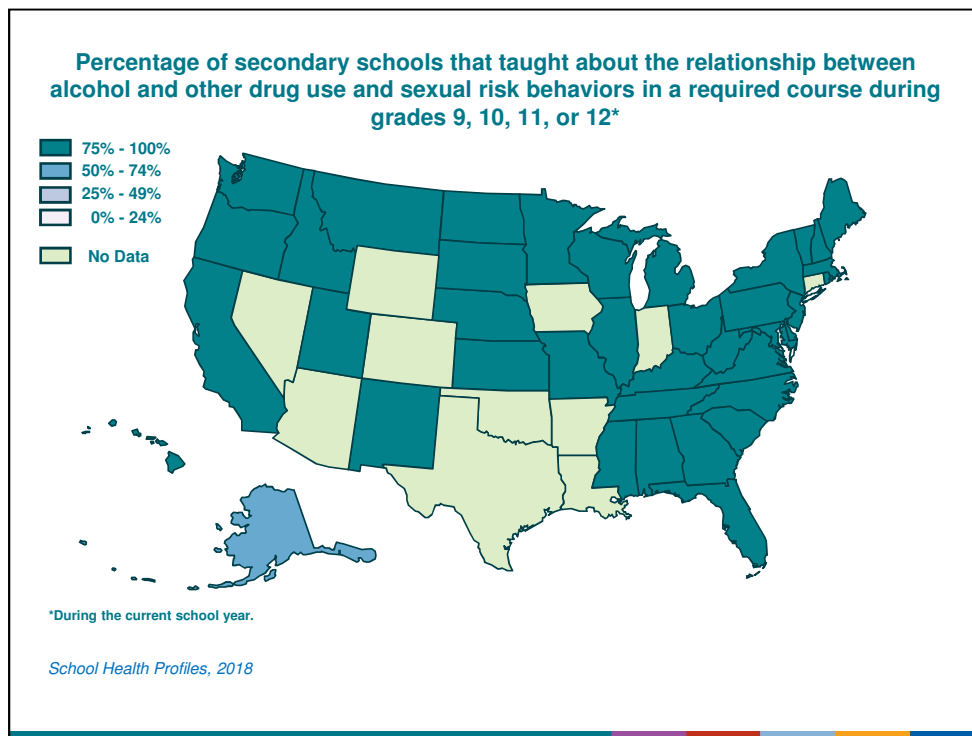 Percentage of secondary schools that taught about the relationship between
alcohol and other drug use and sexual risk behaviors in a required course during
grades 9, 10, 11, or 12*
75% - 100%
50% - 74%
25% - 49%
0% - 24%
No Data
*During the current school year.
School Health Profiles, 2018